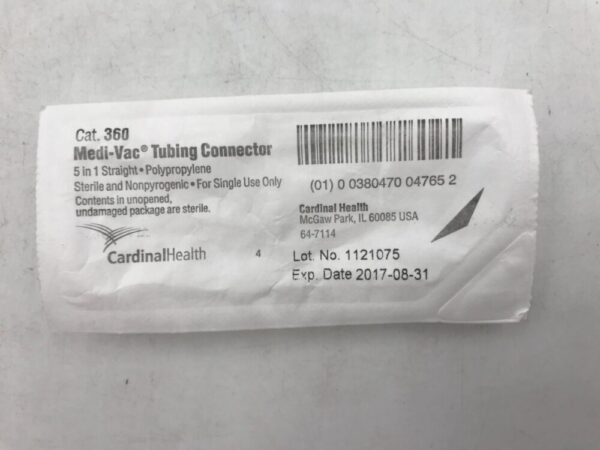 Cat. 360
Medi-Vac® Tubing Connector
5 in 1 Straight • Polypropylene
Sterile and Nonpyrogenic • For Single Use Only
Contents in unopened,
undamaged package are sterile.
CardinalHealth
4
(01) 0 0380470 04765 2
Cardinal Health
McGaw Park, IL 60085 USA
64-7114
Lot. No. 1121075
Exp. Date 2017-08-31